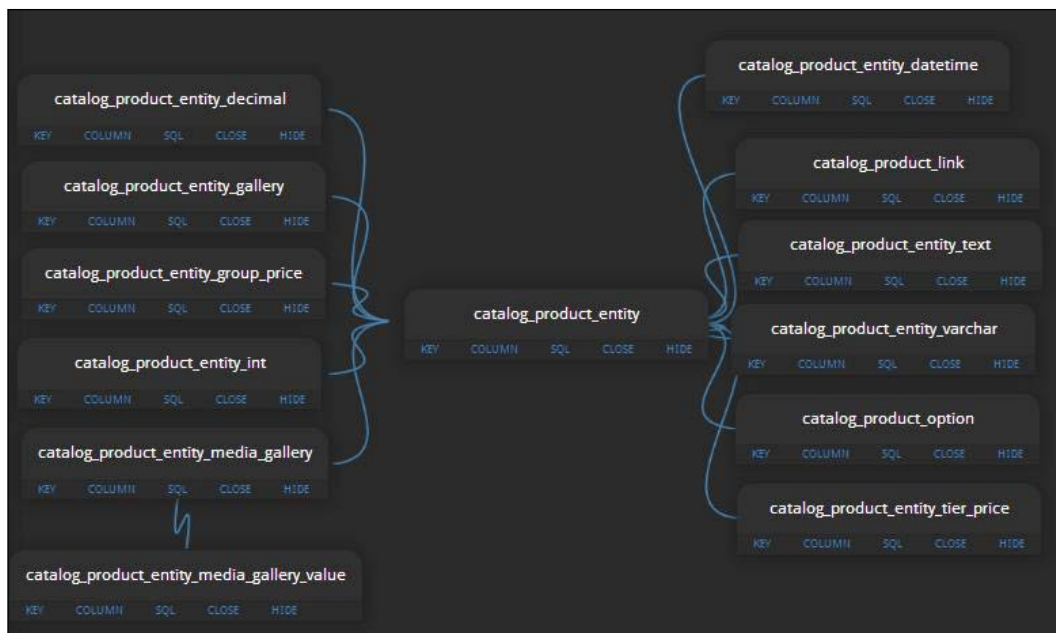 catalog_product_entity_decimal
KEY COLUMN SQL CLOSE HIDE
catalog_product_entity_gallery
KEY COLUMN SQL CLOSE HIDE
catalog_product_entity_group_price
KEY COLUMN SQL CLOSE HIDE
catalog_product_entity_int
KEY COLUMN SQL CLOSE HIDE
catalog_product_entity_media_gallery
KEY COLUMN SQL CLOSE HIDE
catalog_product_entity_media_gallery_value
KEY COLUMN SQL CLOSE HIDE
catalog_product_entity
KEY COLUMN SQL CLOSE HIDE
catalog_product_entity_datetime
KEY COLUMN SQL CLOSE HIDE
catalog_product_link
KEY COLUMN SQL CLOSE HIDE
catalog_product_entity_text
KEY COLUMN SQL CLOSE HIDE
catalog_product_entity_varchar
KEY COLUMN SQL CLOSE HIDE
catalog_product_option
KEY COLUMN SQL CLOSE HIDE
catalog_product_entity_tier_price
KEY COLUMN SQL CLOSE HIDE